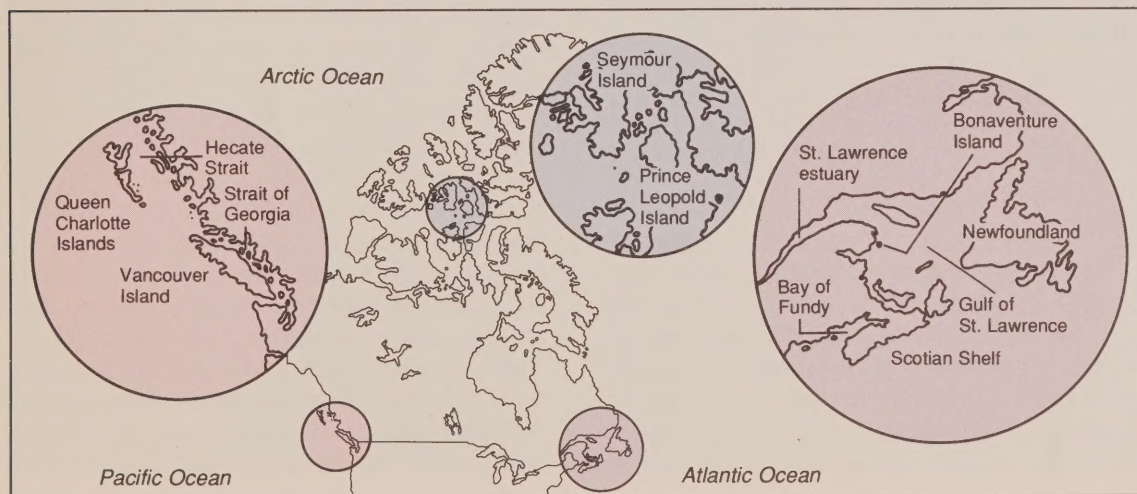 Arctic Ocean
Hecate
Strait
Strait of
Georgia
Queen
Charlotte
Islands
Vancouver
Island
Seymour
Island
Prince
Leopold
Island
Bonaventure
Island
St. Lawrence
estuary
Newfoundland
Bay of
Fundy
Gulf of
St. Lawrence
Scotian Shelf
Pacific Ocean
Atlantic Ocean